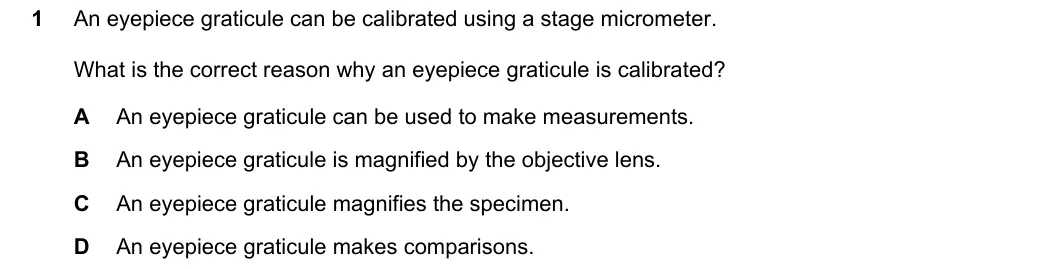 1 An eyepiece graticule can be calibrated using a stage micrometer.
What is the correct reason why an eyepiece graticule is calibrated?
A An eyepiece graticule can be used to make measurements.
B An eyepiece graticule is magnified by the objective lens.
C An eyepiece graticule magnifies the specimen.
D An eyepiece graticule makes comparisons.